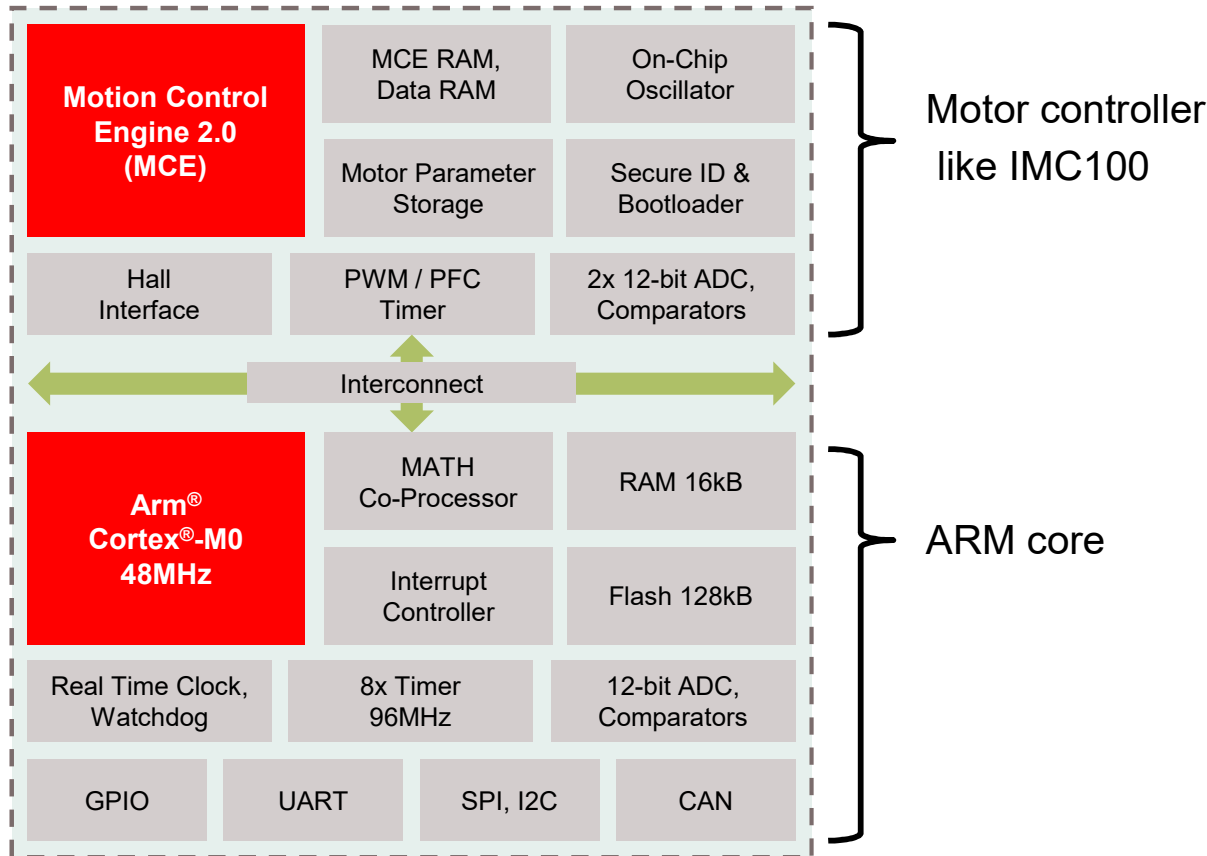 Motion Control
Engine 2.0
(MCE)
MCE RAM,
Data RAM
On-Chip
Oscillator
Motor Parameter
Storage
Secure ID &
Bootloader
Hall
Interface
PWM / PFC
Timer
2x 12-bit ADC,
Comparators
Motor controller
like IMC100
Interconnect
Arm®
Cortex®-M0
48MHz
MATH
Co-Processor
RAM 16kB
Interrupt
Controller
Flash 128kB
Real Time Clock,
Watchdog
8x Timer
96MHz
12-bit ADC,
Comparators
GPIO
UART
SPI, I2C
CAN
ARM core